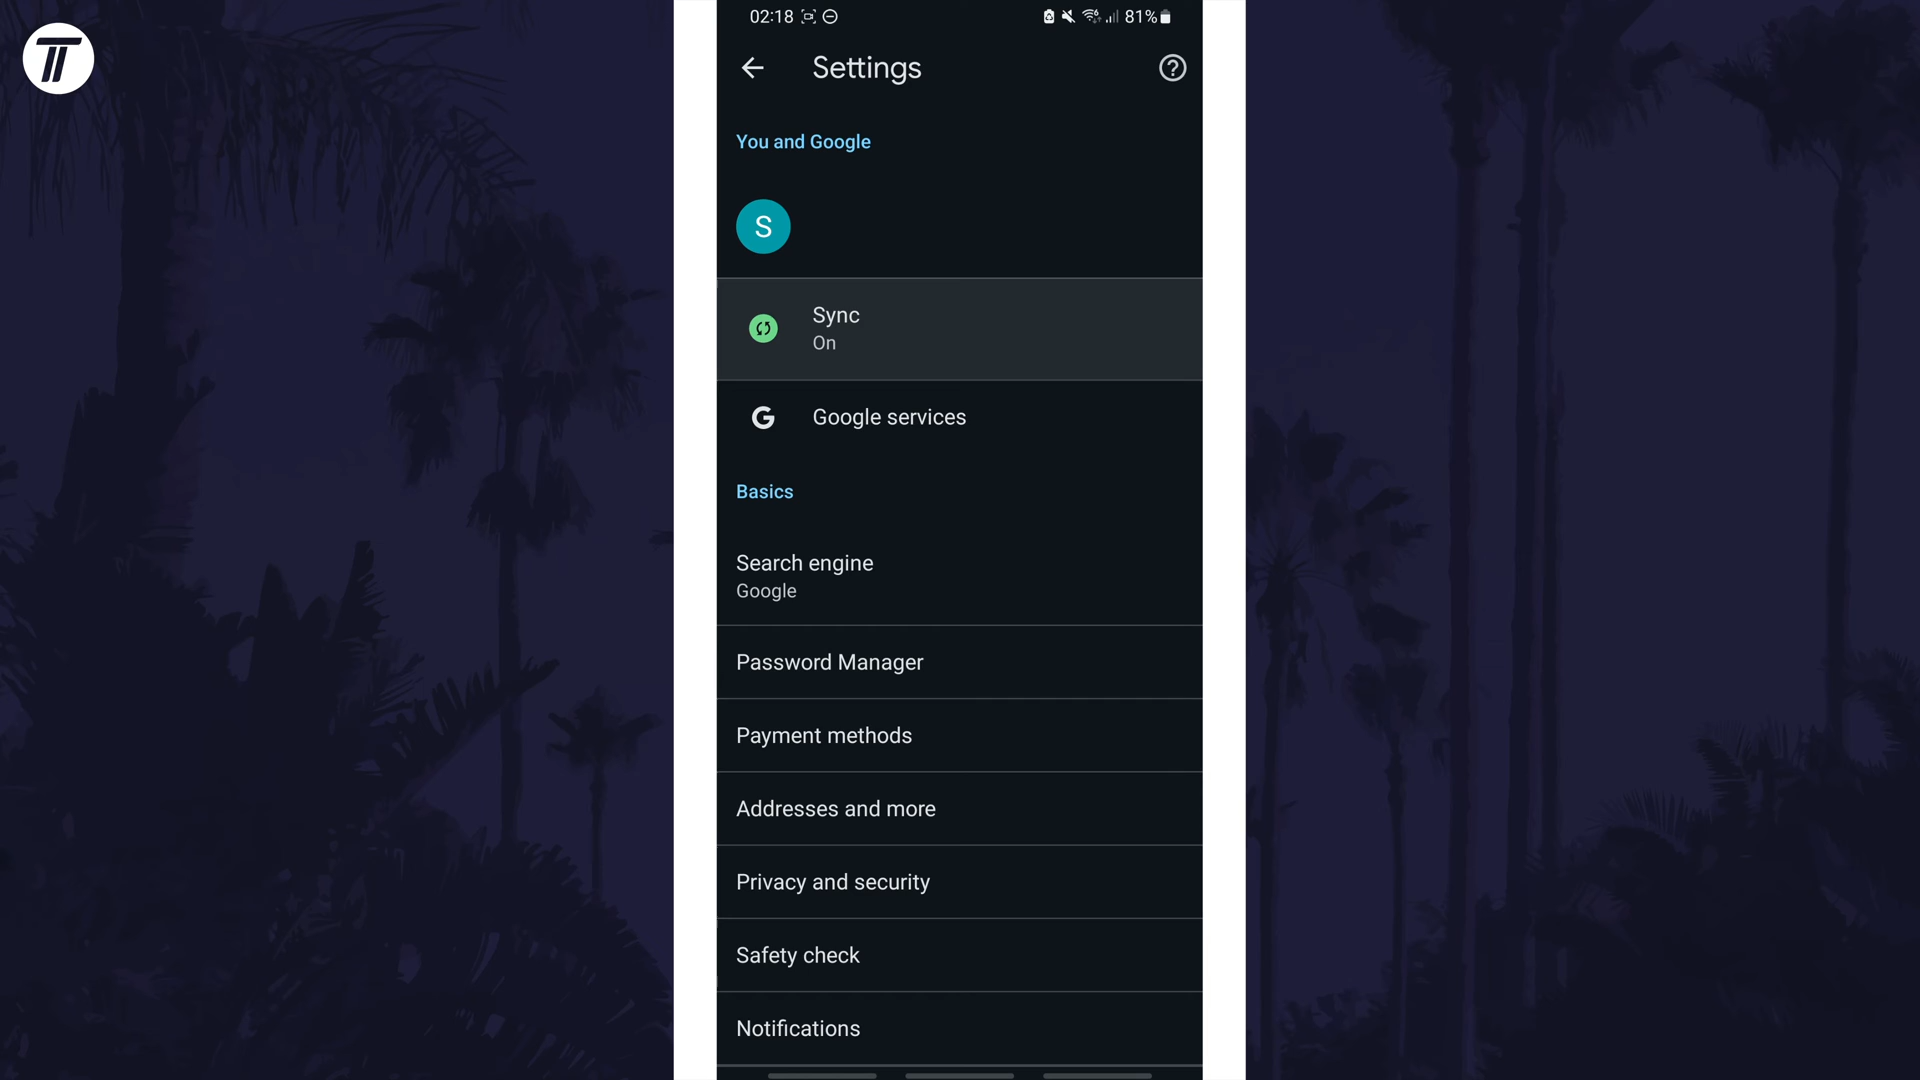 02:18
81%
Settings
You and Google
S
Sync
On
Google services
Basics
Search engine
Google
Password Manager
Payment methods
Addresses and more
Privacy and security
Safety check
Notifications